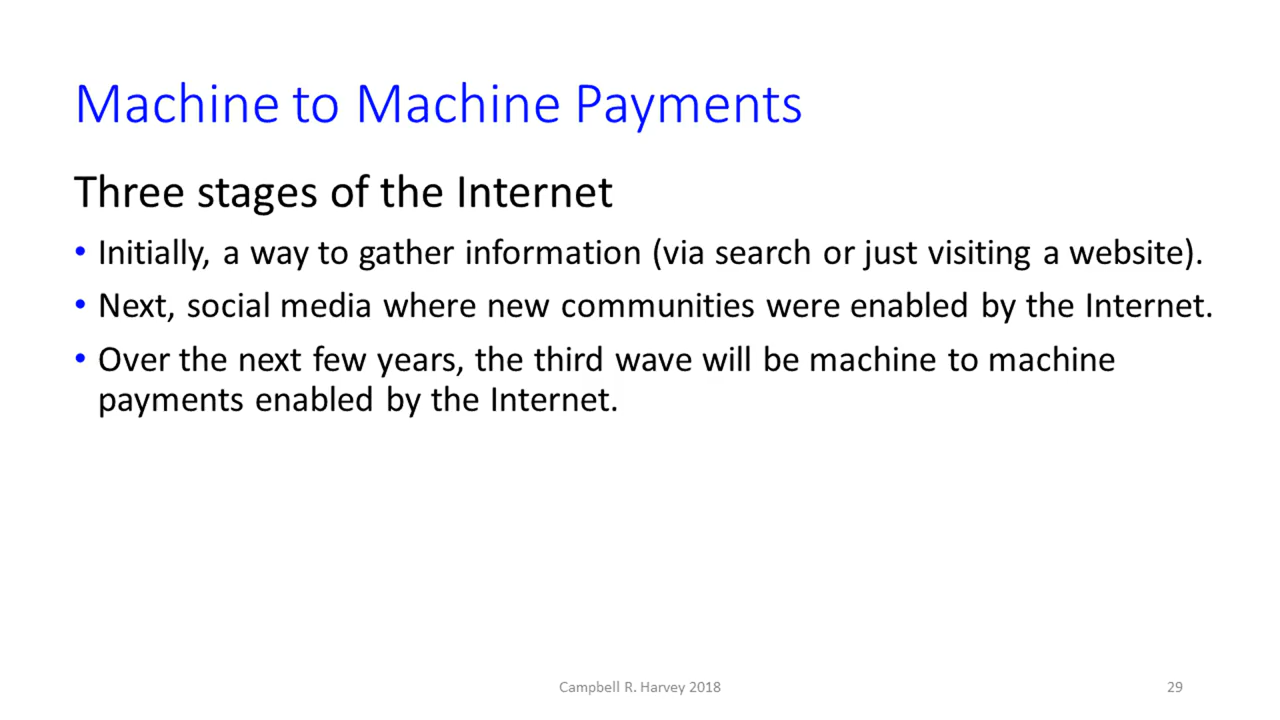 Machine to Machine Payments
Three stages of the Internet
• Initially, a way to gather information (via search or just visiting a website).
• Next, social media where new communities were enabled by the Internet.
• Over the next few years, the third wave will be machine to machine
payments enabled by the Internet.
Campbell R. Harvey 2018
29